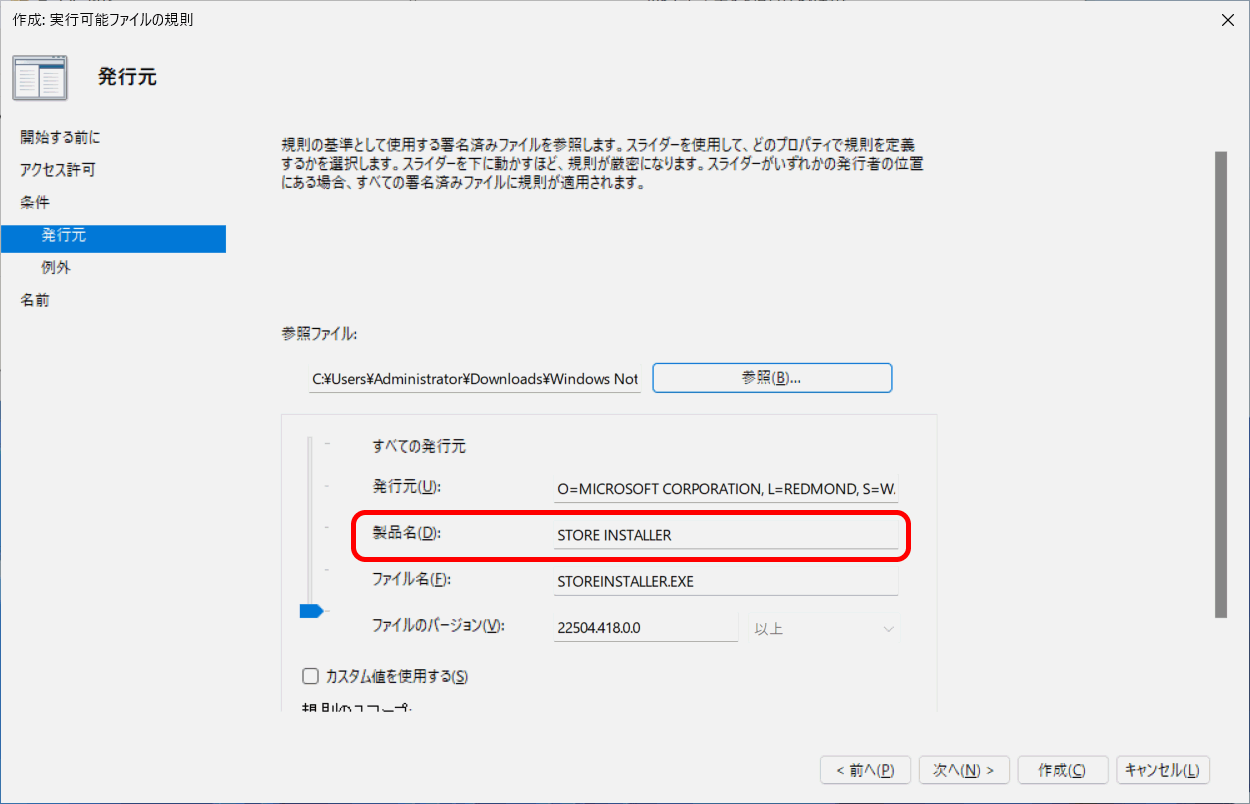 作成: 実行可能ファイルの規則
発行元
開始する前に
アクセス許可
条件
発行元
例外
名前
規則の基準として使用する署名済みファイルを参照します。スライダーを使用して、どのプロパティで規則を定義
するかを選択します。スライダーを下に動かすほど、規則が厳密になります。スライダーがいずれかの発行者の位置
にある場合、すべての署名済みファイルに規則が適用されます。
参照ファイル:
C:¥Users¥Administrator¥Downloads¥Windows Not
参照(B)...
すべての発行元
発行元(U):
O=MICROSOFT CORPORATION, L=REDMOND, S=WA
製品名(D):
STORE INSTALLER
ファイル名(F):
STOREINSTALLER.EXE
ファイルのバージョン(V):
22504.418.0.0
以上
カスタム値を使用する(S)
規則のスコープ:
< 前へ(P)
次へ(N) >
作成(C)
キャンセル(L)